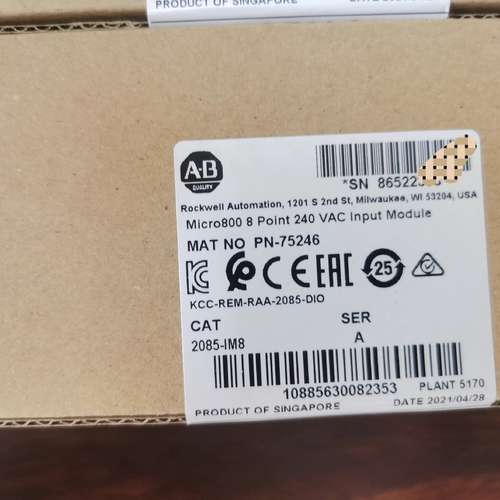 PRODUCT OF SINGAPORE
A·B
QUALITY
*SN 86522
Rockwell Automation, 1201 S 2nd St, Milwaukee, WI 53204, USA
Micro800 8 Point 240 VAC Input Module
MAT NO PN-75246
25
KCC-REM-RAA-2085-DIO
CAT SER
2085-IM8 A
10885630082353
PLANT 5170
PRODUCT OF SINGAPORE DATE 2021/04/28